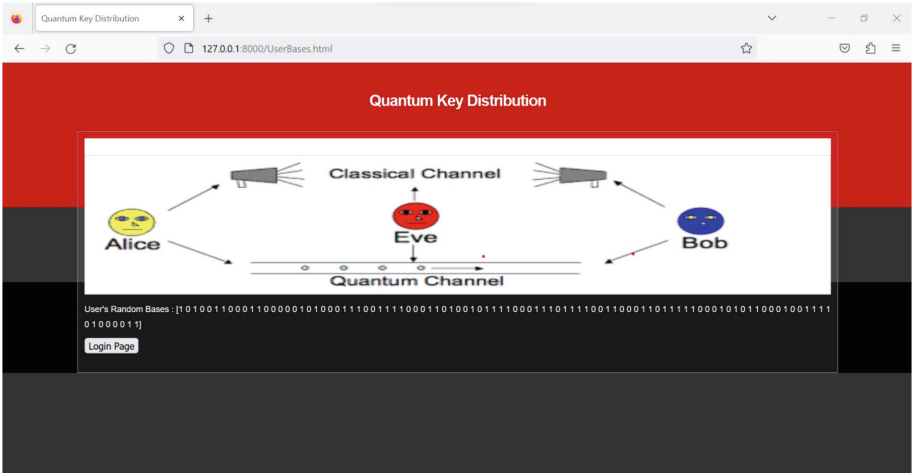 Quantum Key Distribution
127.0.0.1:8000/UserBases.html
Quantum Key Distribution
Classical Channel
Alice
Eve
Bob
Quantum Channel
User's Random Bases : [1 0 1 0 0 1 1 0 0 0 1 1 0 0 0 0 0 1 0 1 0 0 0 1 1 1 0 0 1 1 1 1 0 0 0 1 1 0 1 0 0 1 0 1 1 1 1 0 0 0 1 1 1 0 1 1 1 1 0 0 1 1 0 0 0 1 1 0 1 1 1 1 1 0 0 0 1 0 1 0 1 1 0 0 0 1 0 0 1 1 1 1
0 1 0 0 0 0 1 1]
Login Page